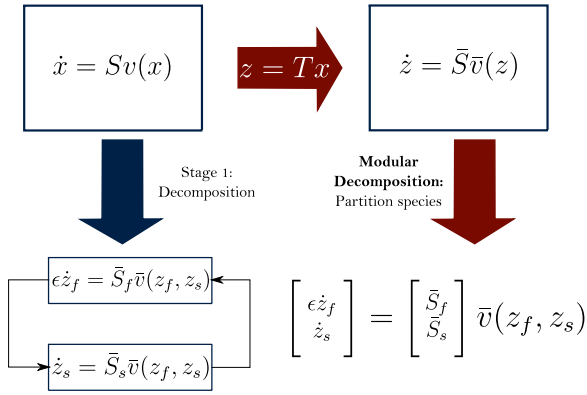 ẋ = Sv(x)
z = Tx
ż = S̄v̄(z)
Stage 1:
Decomposition
Modular
Decomposition:
Partition species
ϵż_f = S̄_f v̄(z_f, z_s)
ż_s = S̄_s v̄(z_f, z_s)
[ϵż_f; ż_s] = [S̄_f; S̄_s] v̄(z_f, z_s)